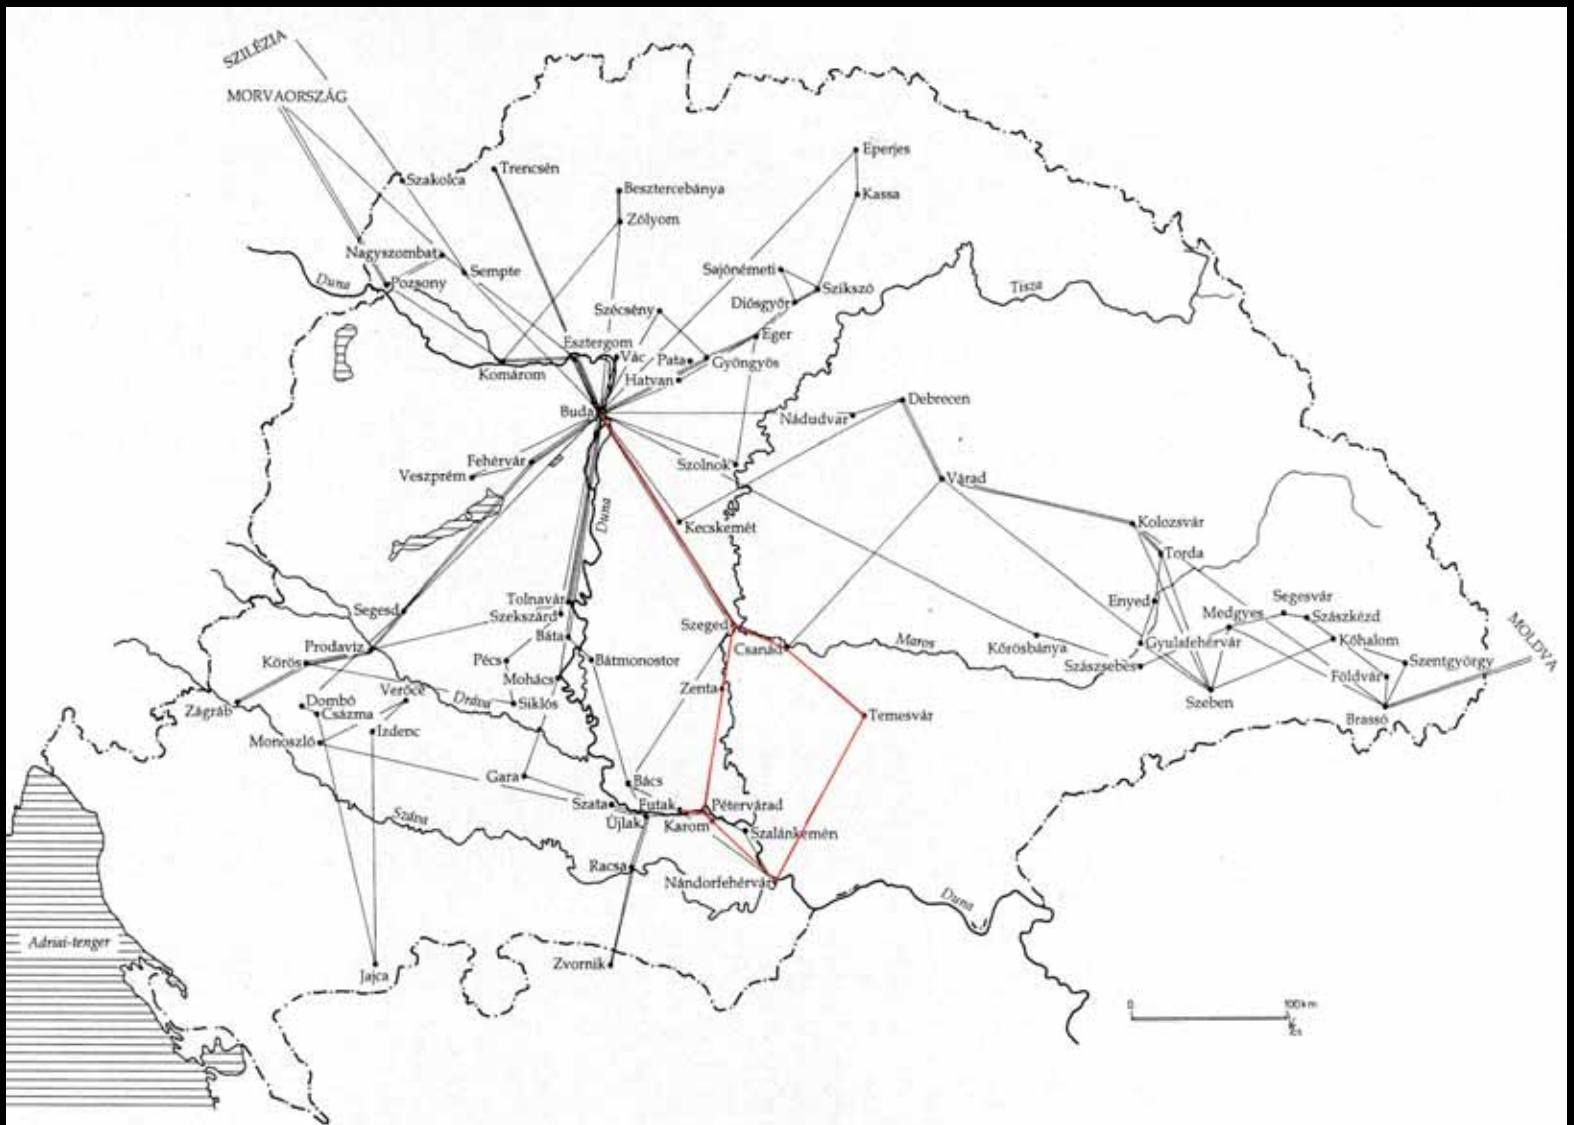 SZILÉZIA
MORVAORSZÁG
Szakolca
Trencsén
Besztercebánya
Zólyom
Eperjes
Kassa
Nagyszombat
Duna
Pozsony
Sempte
Sajónémeti
Szikszó
Diósgyőr
Tisza
Szécsény
Eger
Esztergom
Vác
Pata
Gyöngyös
Komárom
Hatvan
Buda
Nádudvar
Debrecen
Fehérvár
Veszprém
Szolnok
Várad
Duna
Kecskemét
Kolozsvár
Torda
Segesd
Tolnavár
Szekszárd
Báta
Szeged
Csanád
Maros
Enyed
Medgyes
Segesvár
Szászkézd
Prodaviz
Kőrös
Pécs
Bátmonostor
Kőrösbánya
Gyulafehérvár
Kőhalom
MOLDVA
Szászsebes
Szentgyörgy
Földvár
Mohács
Zenta
Verőce
Dráva
Siklós
Szeben
Zágráb
Dombó
Császma
Temesvár
Brassó
Monoszló
Izdenc
Gara
Bács
Szata
Futak
Pétervárad
Újlak
Karom
Szalánkemén
Száva
Racsa
Nándorfehérvár
Duna
Adriai-tenger
Jajca
Zvornik
0
100km